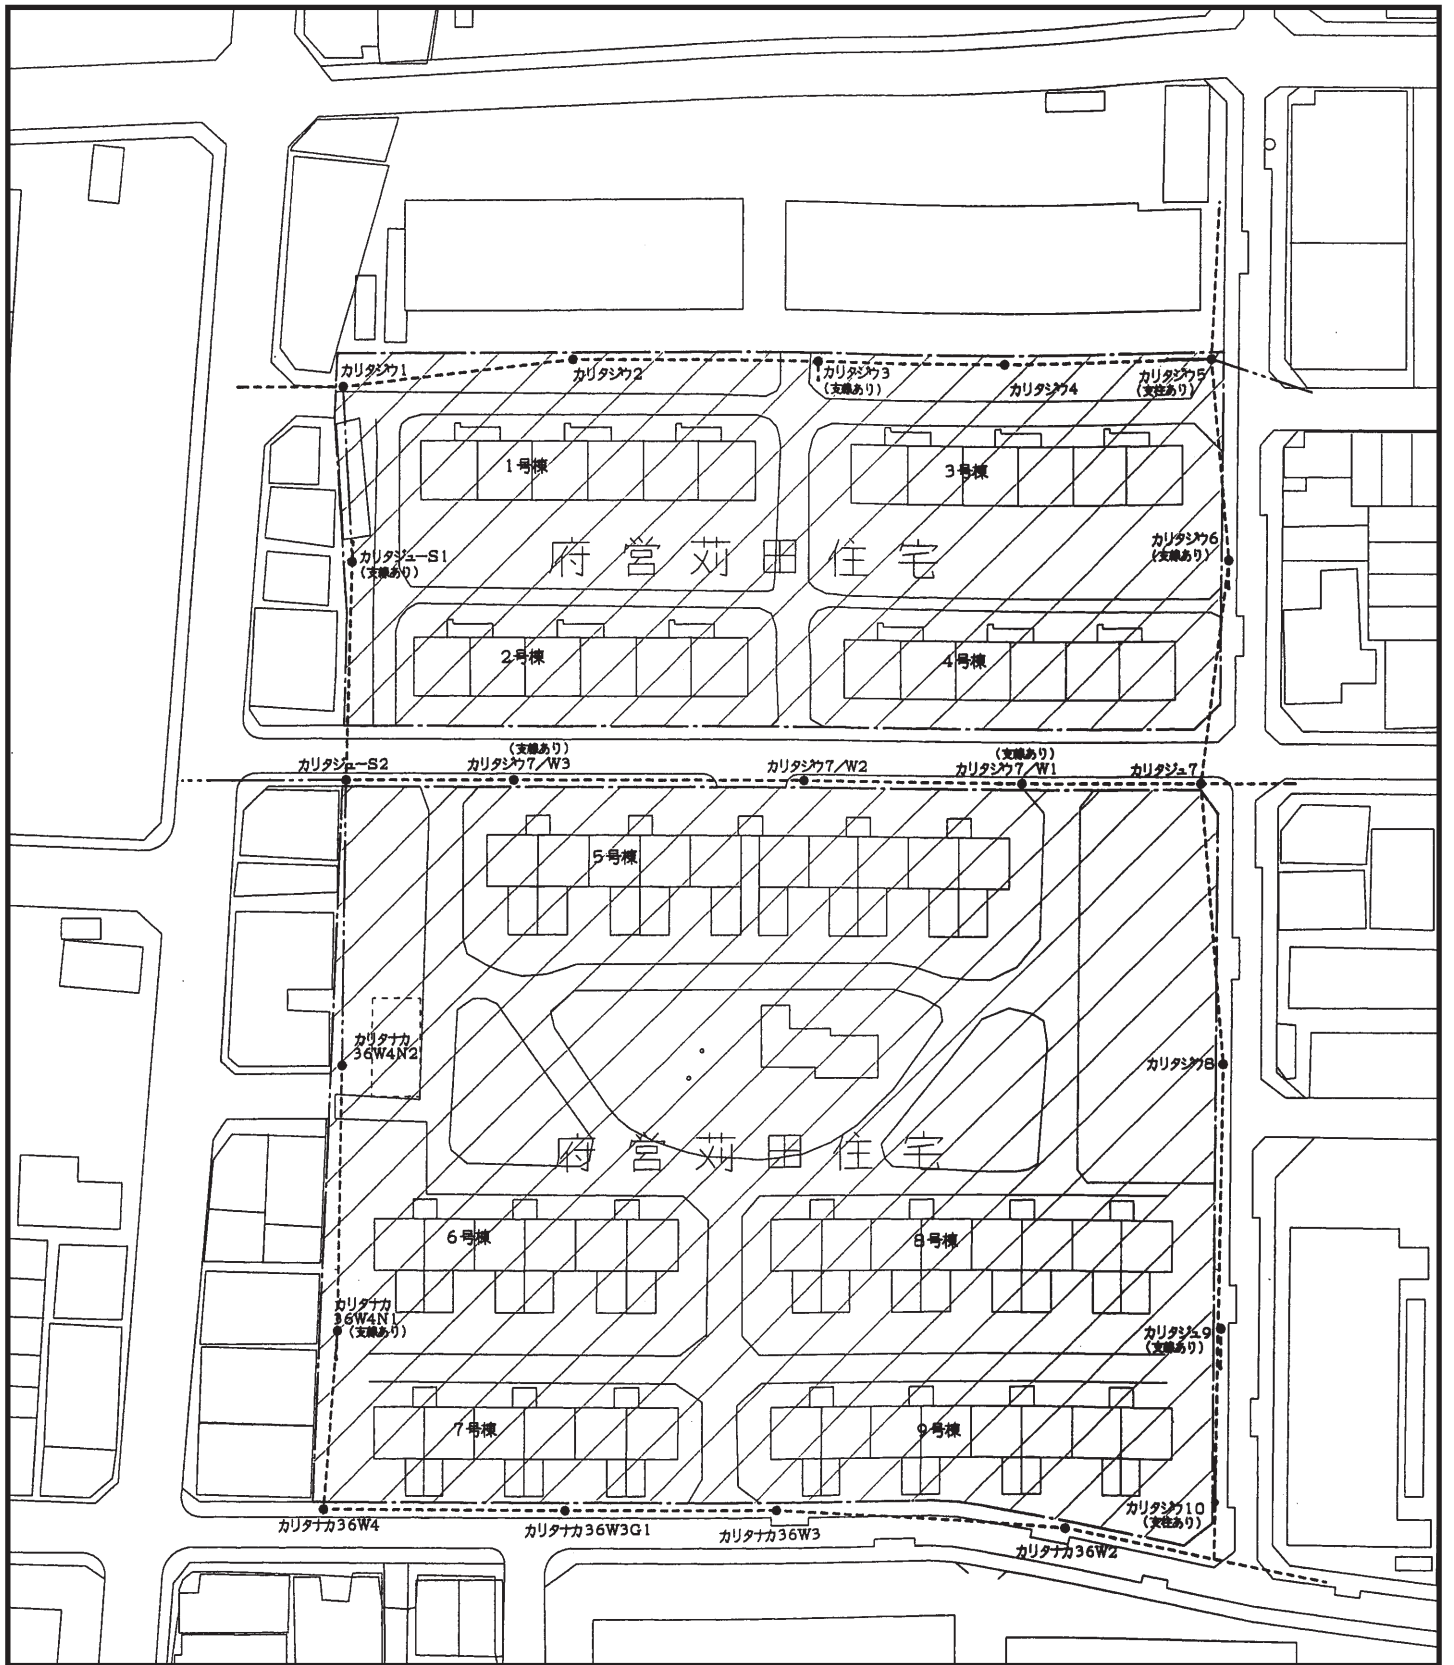 カリタジウ1
カリタジウ2
カリタジウ3
(支線あり)
カリタジウ4
カリタジウ5
(支柱あり)
1号棟
3号棟
カリタジューS1
(支線あり)
府営苅田住宅
カリタジウ6
(支線あり)
2号棟
4号棟
カリタジューS2
(支線あり)
カリタジウ7/W3
カリタジウ7/W2
(支線あり)
カリタジウ7/W1
カリタジュ7
5号棟
カリタナカ
36W4N2
カリタジウ8
府営苅田住宅
6号棟
8号棟
カリタナカ
36W4N1
(支線あり)
カリタジュ9
(支線あり)
7号棟
9号棟
カリタナカ36W4
カリタナカ36W3G1
カリタナカ36W3
カリタナカ36W2
カリタジウ10
(支柱あり)